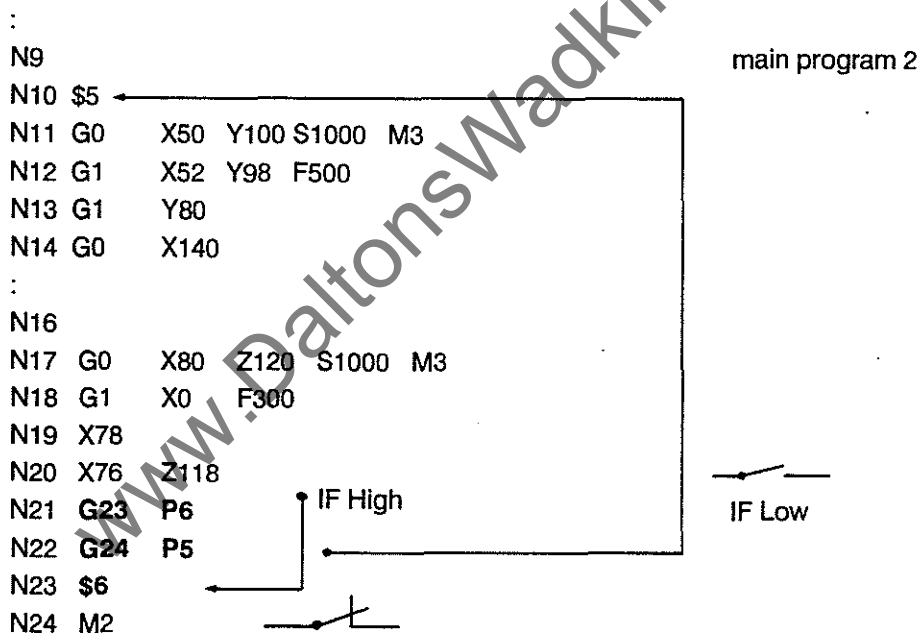 :
N9 main program 2
N10 $5
N11 G0 X50 Y100 S1000 M3
N12 G1 X52 Y98 F500
N13 G1 Y80
N14 G0 X140
:
N16
N17 G0 X80 Z120 S1000 M3
N18 G1 X0 F300
N19 X78
N20 X76 Z118
N21 G23 P6 IF High IF Low
N22 G24 P5
N23 $6
N24 M2
www.DaltonsWadki